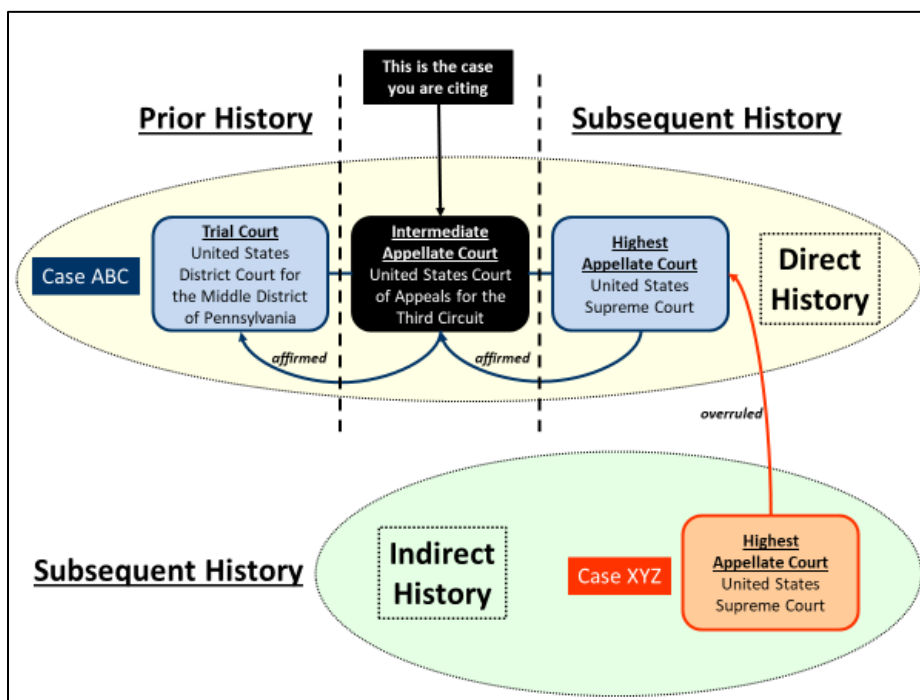 This is the case
you are citing
Prior History
Subsequent History
Trial Court
United States
District Court for
the Middle District
of Pennsylvania
Intermediate
Appellate Court
United States Court
of Appeals for the
Third Circuit
Highest
Appellate Court
United States
Supreme Court
Case ABC
Direct
History
affirmed
affirmed
overruled
Subsequent History
Indirect
History
Case XYZ
Highest
Appellate Court
United States
Supreme Court